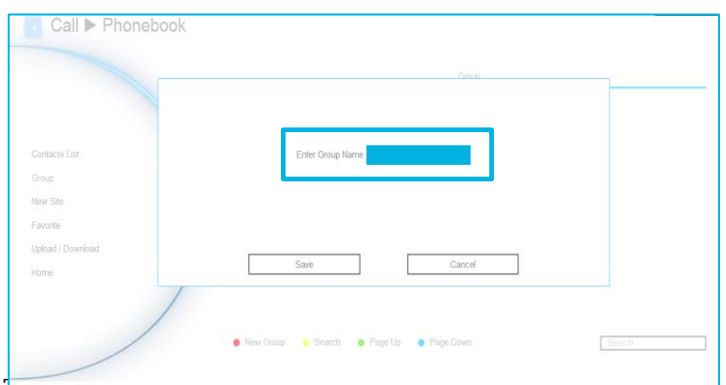 Call ▶ Phonebook
Group
Enter Group Name
Contacts List
Group
New Site
Favorite
Upload / Download
Home
Save Cancel
New Group Search Page Up Page Down Search